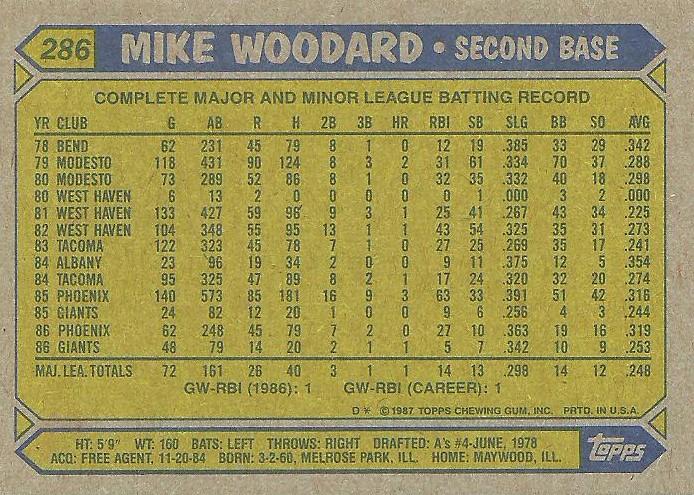 286 MIKE WOODARD • SECOND BASE
COMPLETE MAJOR AND MINOR LEAGUE BATTING RECORD
YR CLUB G AB R H 2B 3B HR RBI SB SLG BB SO AVG
78 BEND 62 231 45 79 8 1 0 12 19 .385 33 29 .342
79 MODESTO 118 431 90 124 8 3 2 31 61 .334 70 37 .288
80 MODESTO 73 289 52 86 8 1 0 32 35 .332 40 18 .298
80 WEST HAVEN 6 13 2 0 0 0 0 0 1 .000 3 2 .000
81 WEST HAVEN 133 427 59 96 9 3 1 25 41 .267 43 34 .225
82 WEST HAVEN 104 348 55 95 13 1 1 43 54 .325 35 31 .273
83 TACOMA 122 323 45 78 7 1 0 27 25 .269 35 17 .241
84 ALBANY 23 96 19 34 2 0 0 9 11 .375 12 5 .354
84 TACOMA 95 325 47 89 8 2 1 17 24 .320 32 20 .274
85 PHOENIX 140 573 85 181 16 9 3 63 33 .391 51 42 .316
85 GIANTS 24 82 12 20 1 0 0 9 6 .256 4 3 .244
86 PHOENIX 62 248 45 79 7 2 0 27 10 .363 19 16 .319
86 GIANTS 48 79 14 20 2 1 1 5 7 .342 10 9 .253
MAJ. LEA. TOTALS 72 161 26 40 3 1 1 14 13 .298 14 12 .248
GW-RBI (1986): 1 GW-RBI (CAREER): 1
D* © 1987 TOPPS CHEWING GUM, INC. PRTD. IN U.S.A.
HT: 5'9" WT: 160 BATS: LEFT THROWS: RIGHT DRAFTED: A's #4-JUNE, 1978
ACQ: FREE AGENT, 11-20-84 BORN: 3-2-60, MELROSE PARK, ILL. HOME: MAYWOOD, ILL.
topps